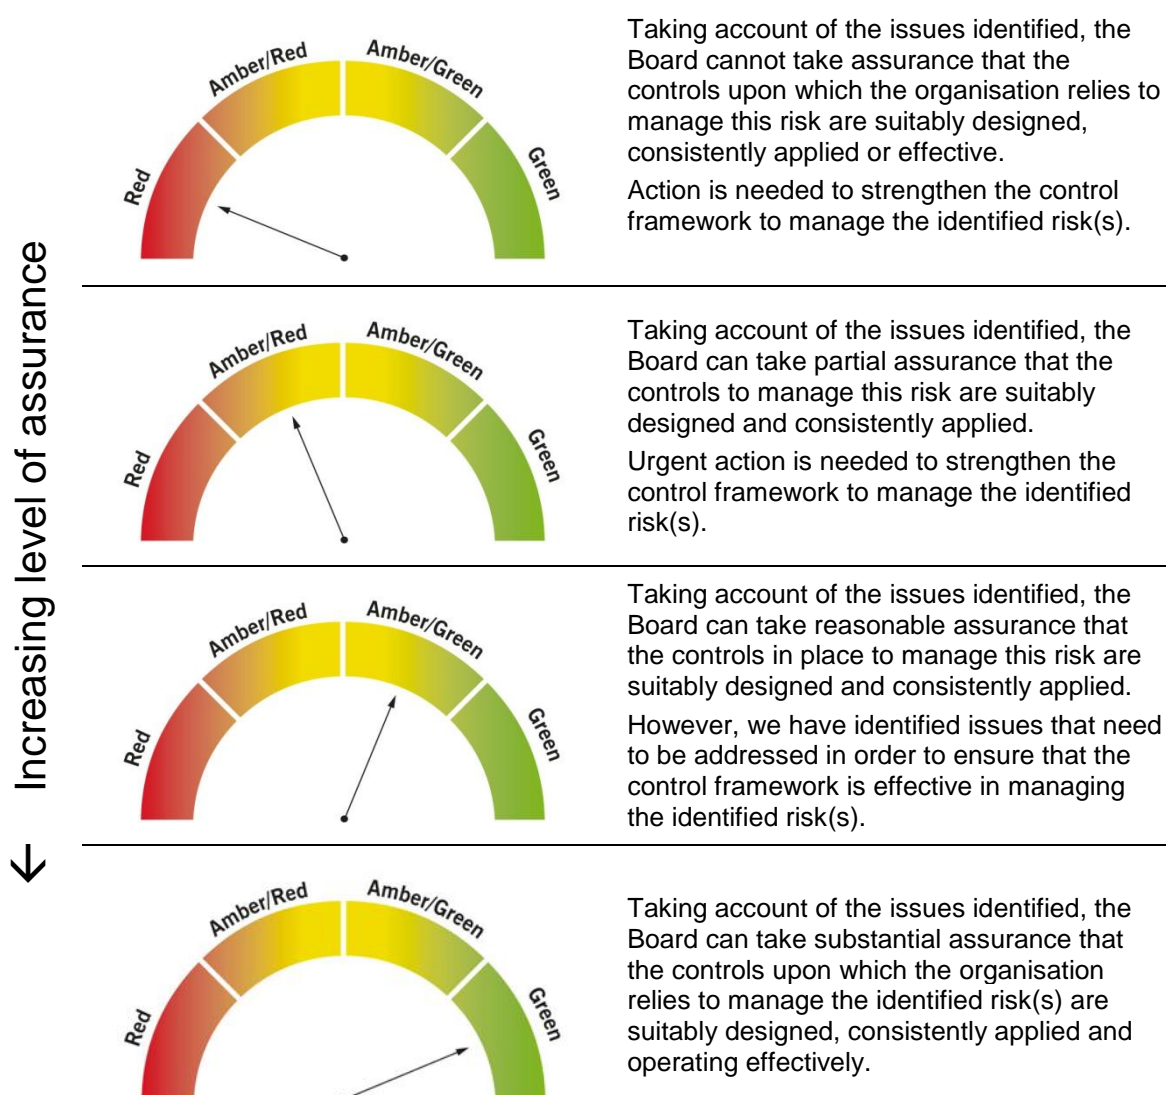 Increasing level of assurance
Amber/Red
Amber/Green
Red
Green
Taking account of the issues identified, the
Board cannot take assurance that the
controls upon which the organisation relies to
manage this risk are suitably designed,
consistently applied or effective.
Action is needed to strengthen the control
framework to manage the identified risk(s).
Amber/Red
Amber/Green
Red
Green
Taking account of the issues identified, the
Board can take partial assurance that the
controls to manage this risk are suitably
designed and consistently applied.
Urgent action is needed to strengthen the
control framework to manage the identified
risk(s).
Amber/Red
Amber/Green
Red
Green
Taking account of the issues identified, the
Board can take reasonable assurance that
the controls in place to manage this risk are
suitably designed and consistently applied.
However, we have identified issues that need
to be addressed in order to ensure that the
control framework is effective in managing
the identified risk(s).
Amber/Red
Amber/Green
Red
Green
Taking account of the issues identified, the
Board can take substantial assurance that
the controls upon which the organisation
relies to manage the identified risk(s) are
suitably designed, consistently applied and
operating effectively.